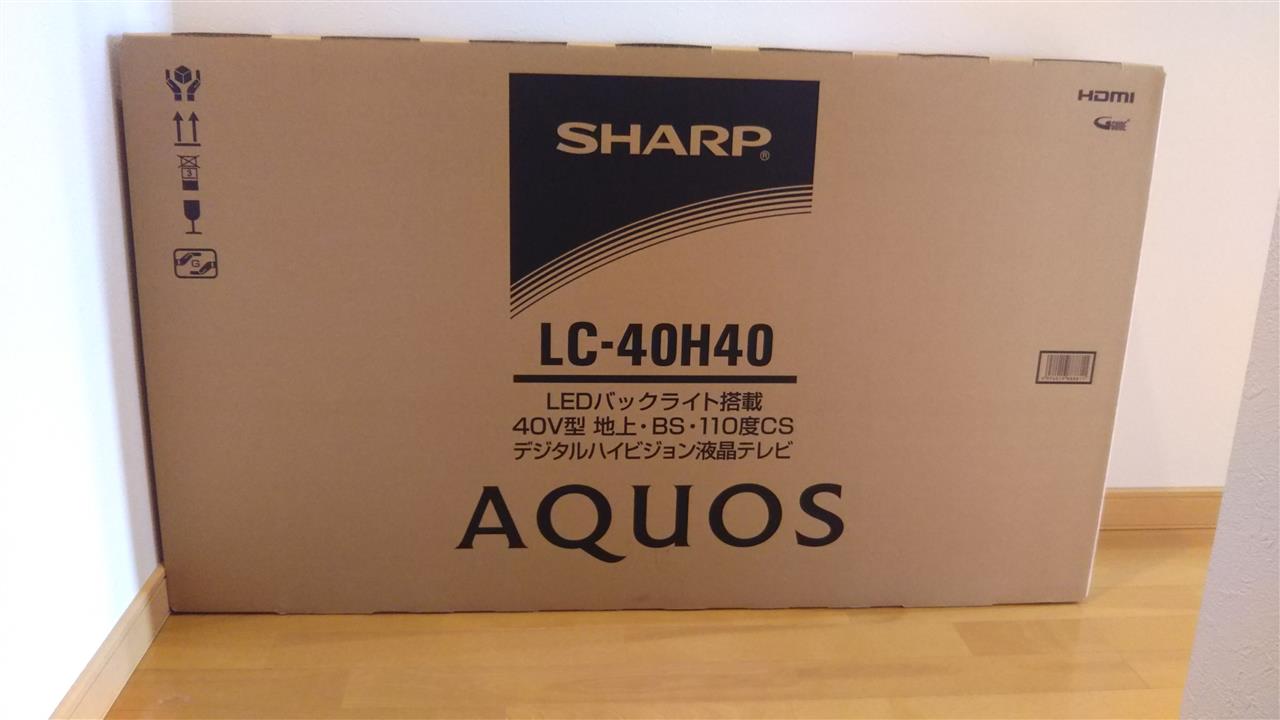 SHARP®
HDMI
G-GUIDE
3
G
LC-40H40
LEDバックライト搭載
40V型 地上・BS・110度CS
デジタルハイビジョン液晶テレビ
AQUOS